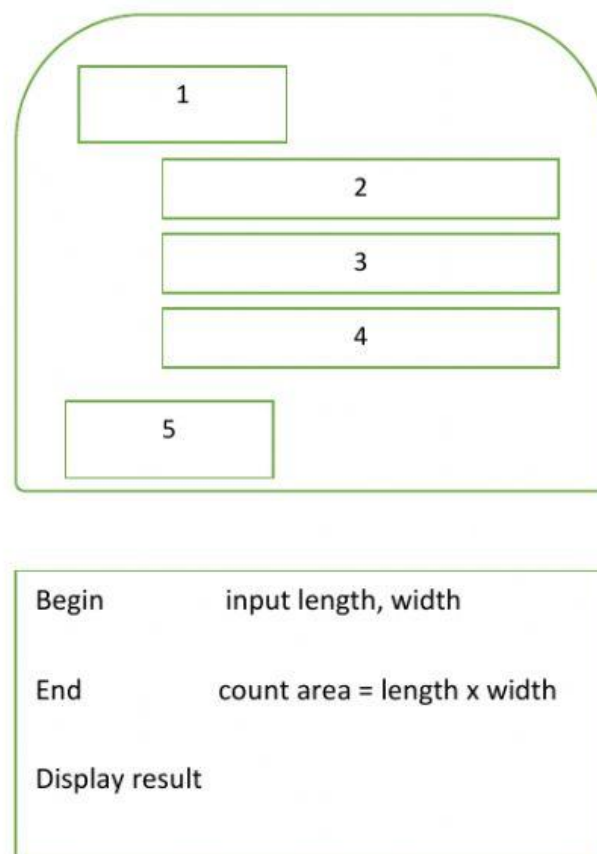 1
2
3
4
5
Begin input length, width
End count area = length x width
Display result